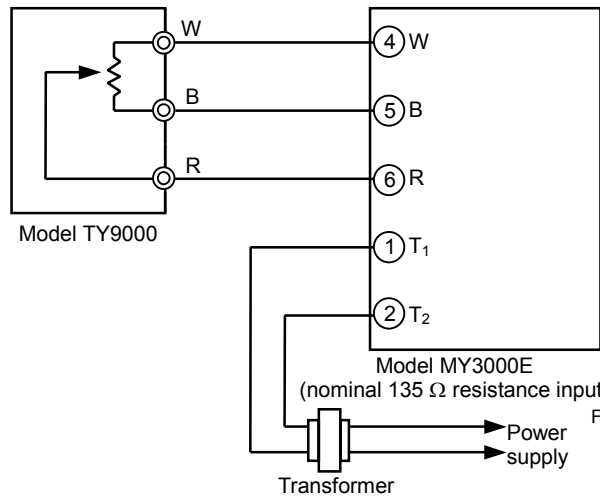 W
4 W
B
5 B
R
6 R
Model TY9000
1 T₁
2 T₂
Model MY3000E
(nominal 135 Ω resistance input
F
Power
supply
Transformer